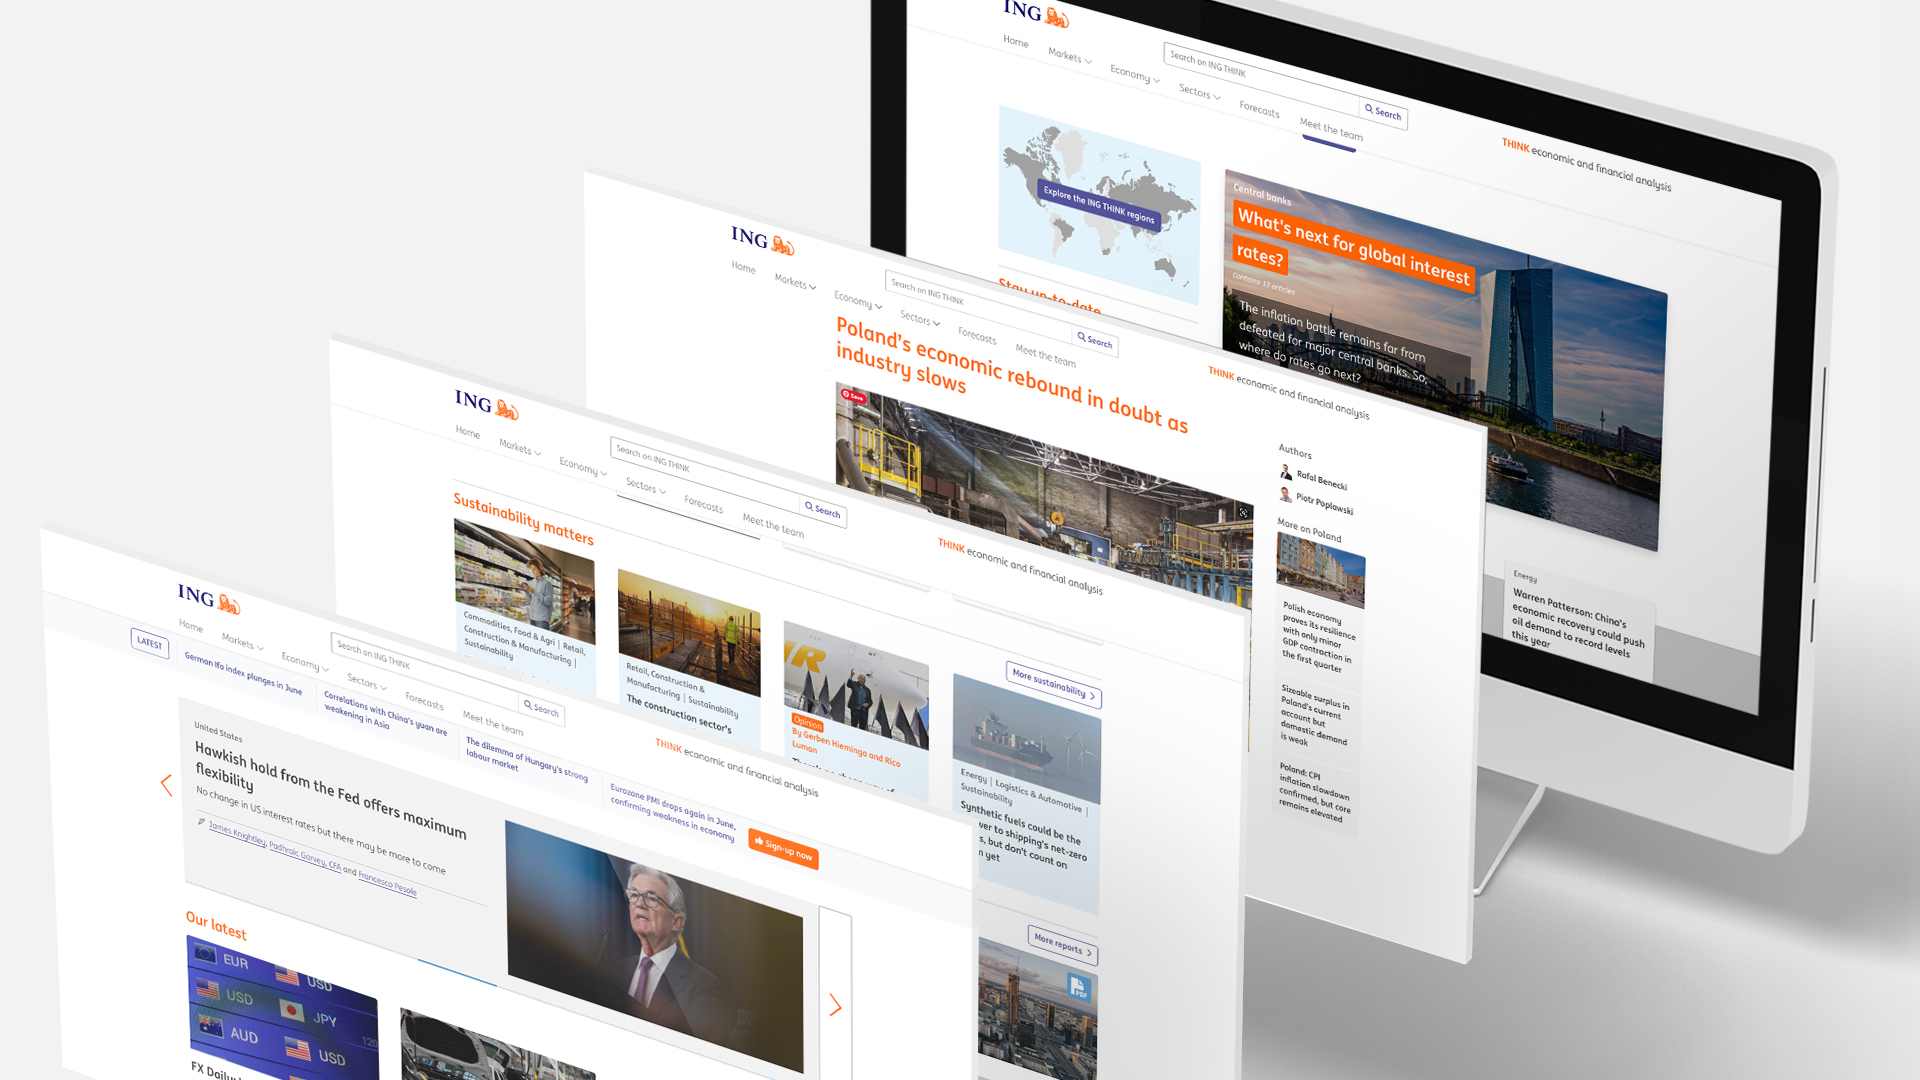 ING
Home
Markets
Economy
Sectors
Forecasts
Meet the team
Search on ING THINK
Search
THINK economic and financial analysis
Explore the ING THINK regions
Stay up-to-date
Central banks
What's next for global interest
rates?
Contains 13 articles
The inflation battle remains far from
defeated for major central banks. So,
where do rates go next?
Energy
Warren Patterson: China's
economic recovery could push
oil demand to record levels
this year
ING
Home
Markets
Economy
Sectors
Forecasts
Meet the team
Search on ING THINK
Search
THINK economic and financial analysis
Poland's economic rebound in doubt as
industry slows
Save
Authors
Rafal Benecki
Piotr Poplawski
More on Poland
Polish economy
proves its resilience
with only minor
GDP contraction in
the first quarter
Sizeable surplus in
Poland's current
account but
domestic demand
is weak
Poland: CPI
inflation slowdown
confirmed, but core
remains elevated
ING
Home
Markets
Economy
Sectors
Forecasts
Meet the team
Search on ING THINK
Search
THINK economic and financial analysis
Sustainability matters
More sustainability
Commodities, Food & Agri | Retail,
Construction & Manufacturing |
Sustainability
Retail, Construction &
Manufacturing | Sustainability
The construction sector's
Opinion
By Gerben Hieminga and Rico
Luman
Energy | Logistics & Automotive |
Sustainability
Synthetic fuels could be the
wer to shipping's net-zero
s, but don't count on
n yet
More reports
PDF
ING
Home
Markets
Economy
Sectors
Forecasts
Meet the team
Search on ING THINK
Search
THINK economic and financial analysis
LATEST
German Ifo index plunges in June
Correlations with China's yuan are
weakening in Asia
The dilemma of Hungary's strong
labour market
Eurozone PMI drops again in June,
confirming weakness in economy
Sign-up now
United States
Hawkish hold from the Fed offers maximum
flexibility
No change in US interest rates but there may be more to come
James Knightley, Padhraic Garvey, CFA and Francesco Pesole
Our latest
EUR
USD
USD
JPY
AUD
USD
120
FX Daily: